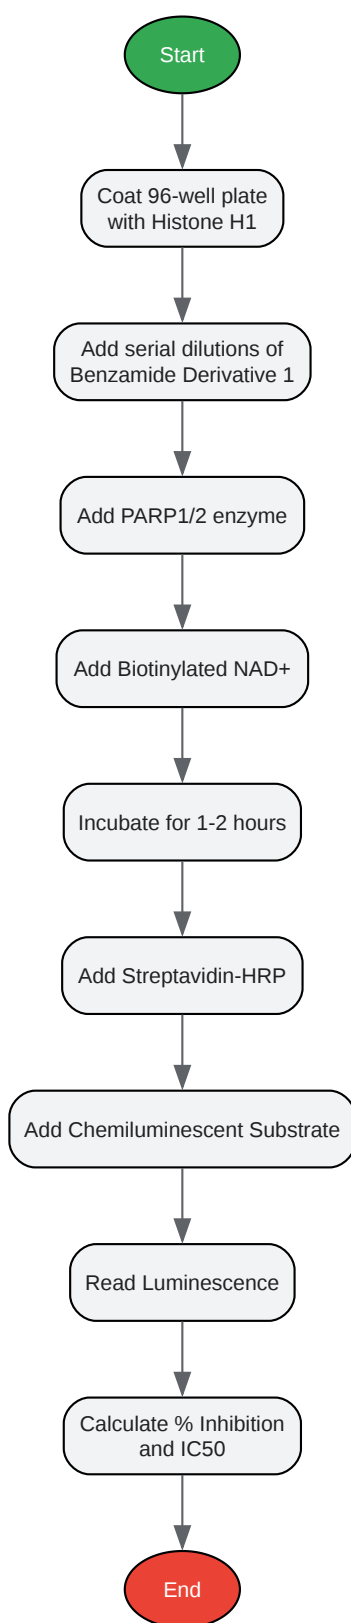 Start
Coat 96-well plate
with Histone H1
Add serial dilutions of
Benzamide Derivative 1
Add PARP1/2 enzyme
Add Biotinylated NAD+
Incubate for 1-2 hours
Add Streptavidin-HRP
Add Chemiluminescent Substrate
Read Luminescence
Calculate % Inhibition
and IC50
End